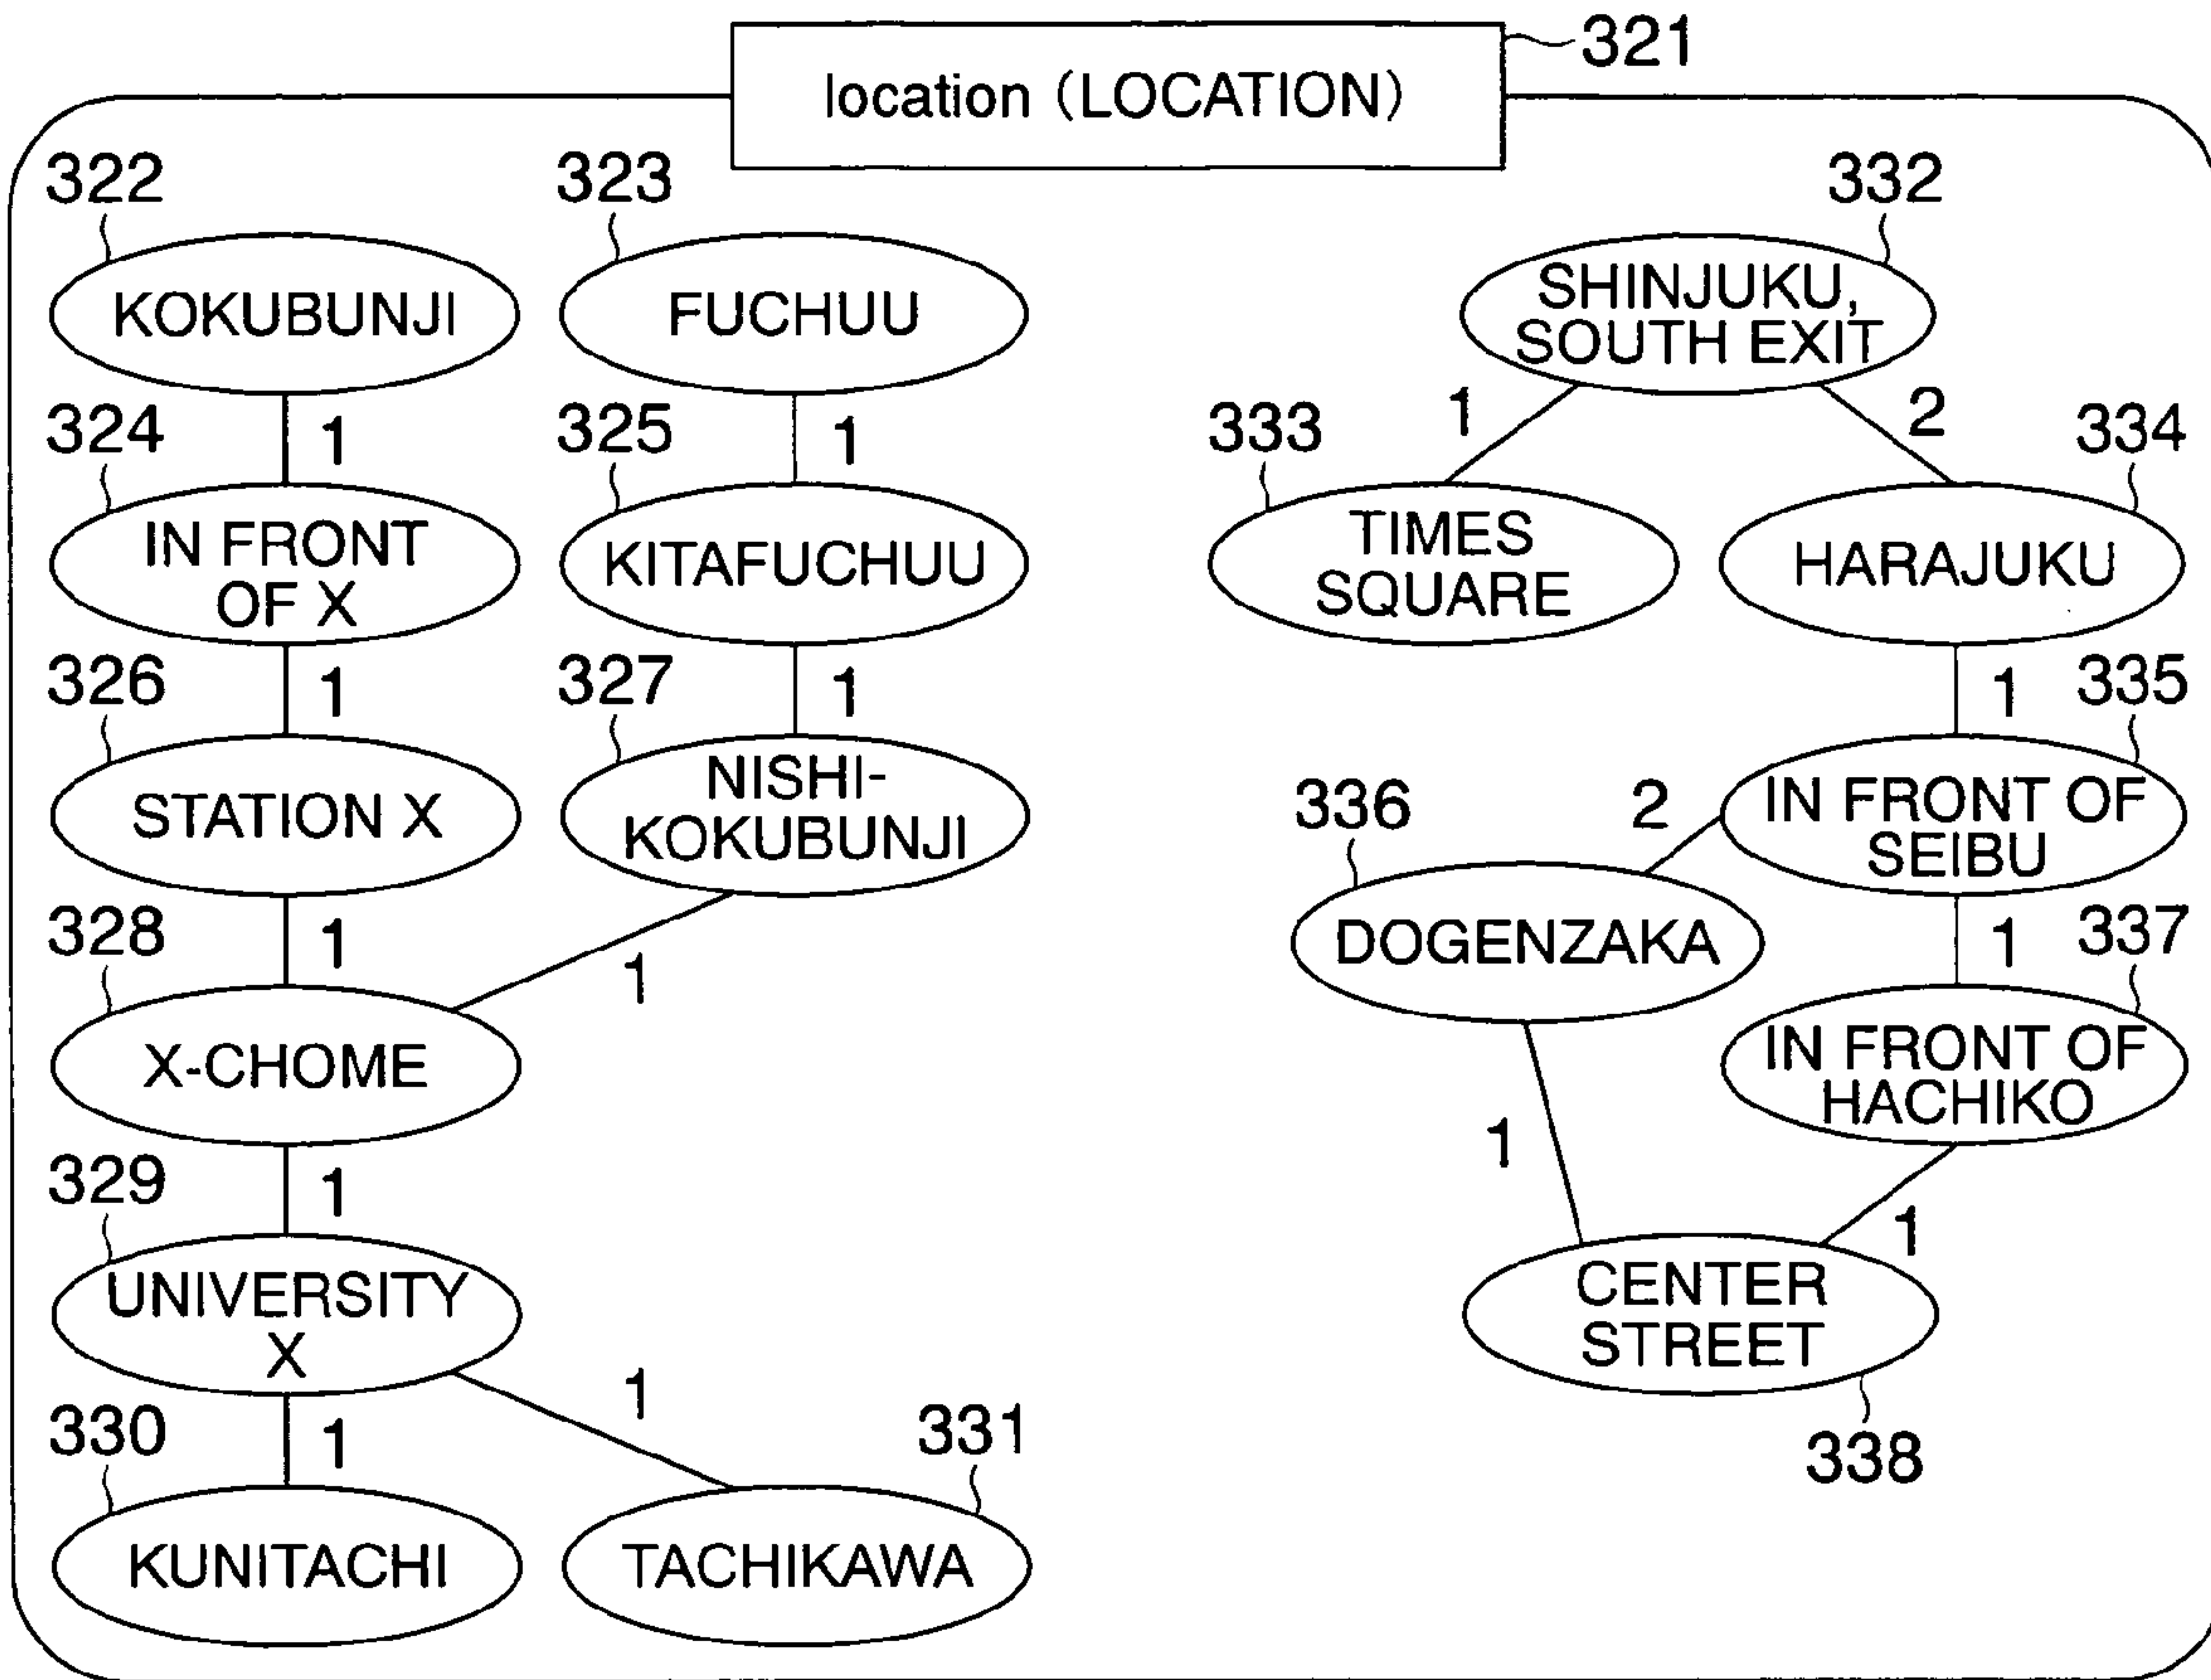 321
location (LOCATION)
322
323
332
KOKUBUNJI
FUCHUU
SHINJUKU,
SOUTH EXIT
1
1
1
2
324
325
333
334
IN FRONT
OF X
KITAFUCHUU
TIMES
SQUARE
HARAJUKU
1
1
1
326
327
335
STATION X
NISHI-
KOKUBUNJI
336
2
IN FRONT OF
SEIBU
1
1
1
328
DOGENZAKA
337
X-CHOME
IN FRONT OF
HACHIKO
1
1
1
329
UNIVERSITY
X
CENTER
STREET
1
1
330
331
338
KUNITACHI
TACHIKAWA